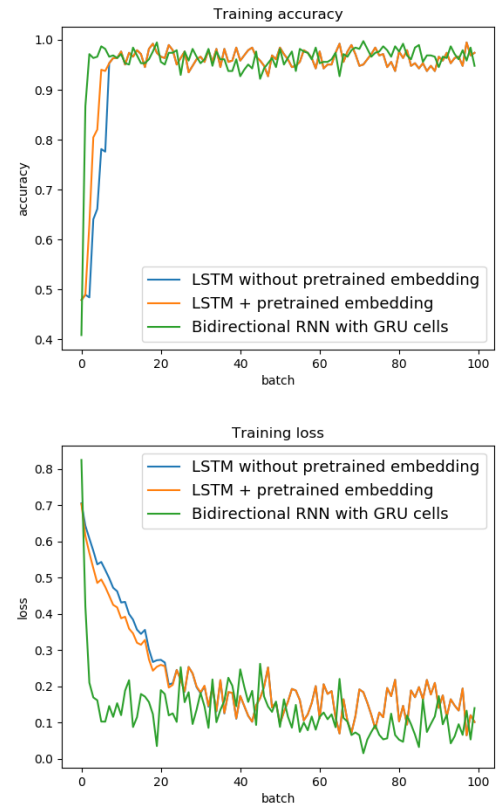 Training accuracy
1.0
0.9
0.8
0.7
0.6
0.5
0.4
accuracy
LSTM without pretrained embedding
LSTM + pretrained embedding
Bidirectional RNN with GRU cells
0 20 40 60 80 100
batch
Training loss
0.8
0.7
0.6
0.5
0.4
0.3
0.2
0.1
0.0
loss
LSTM without pretrained embedding
LSTM + pretrained embedding
Bidirectional RNN with GRU cells
0 20 40 60 80 100
batch